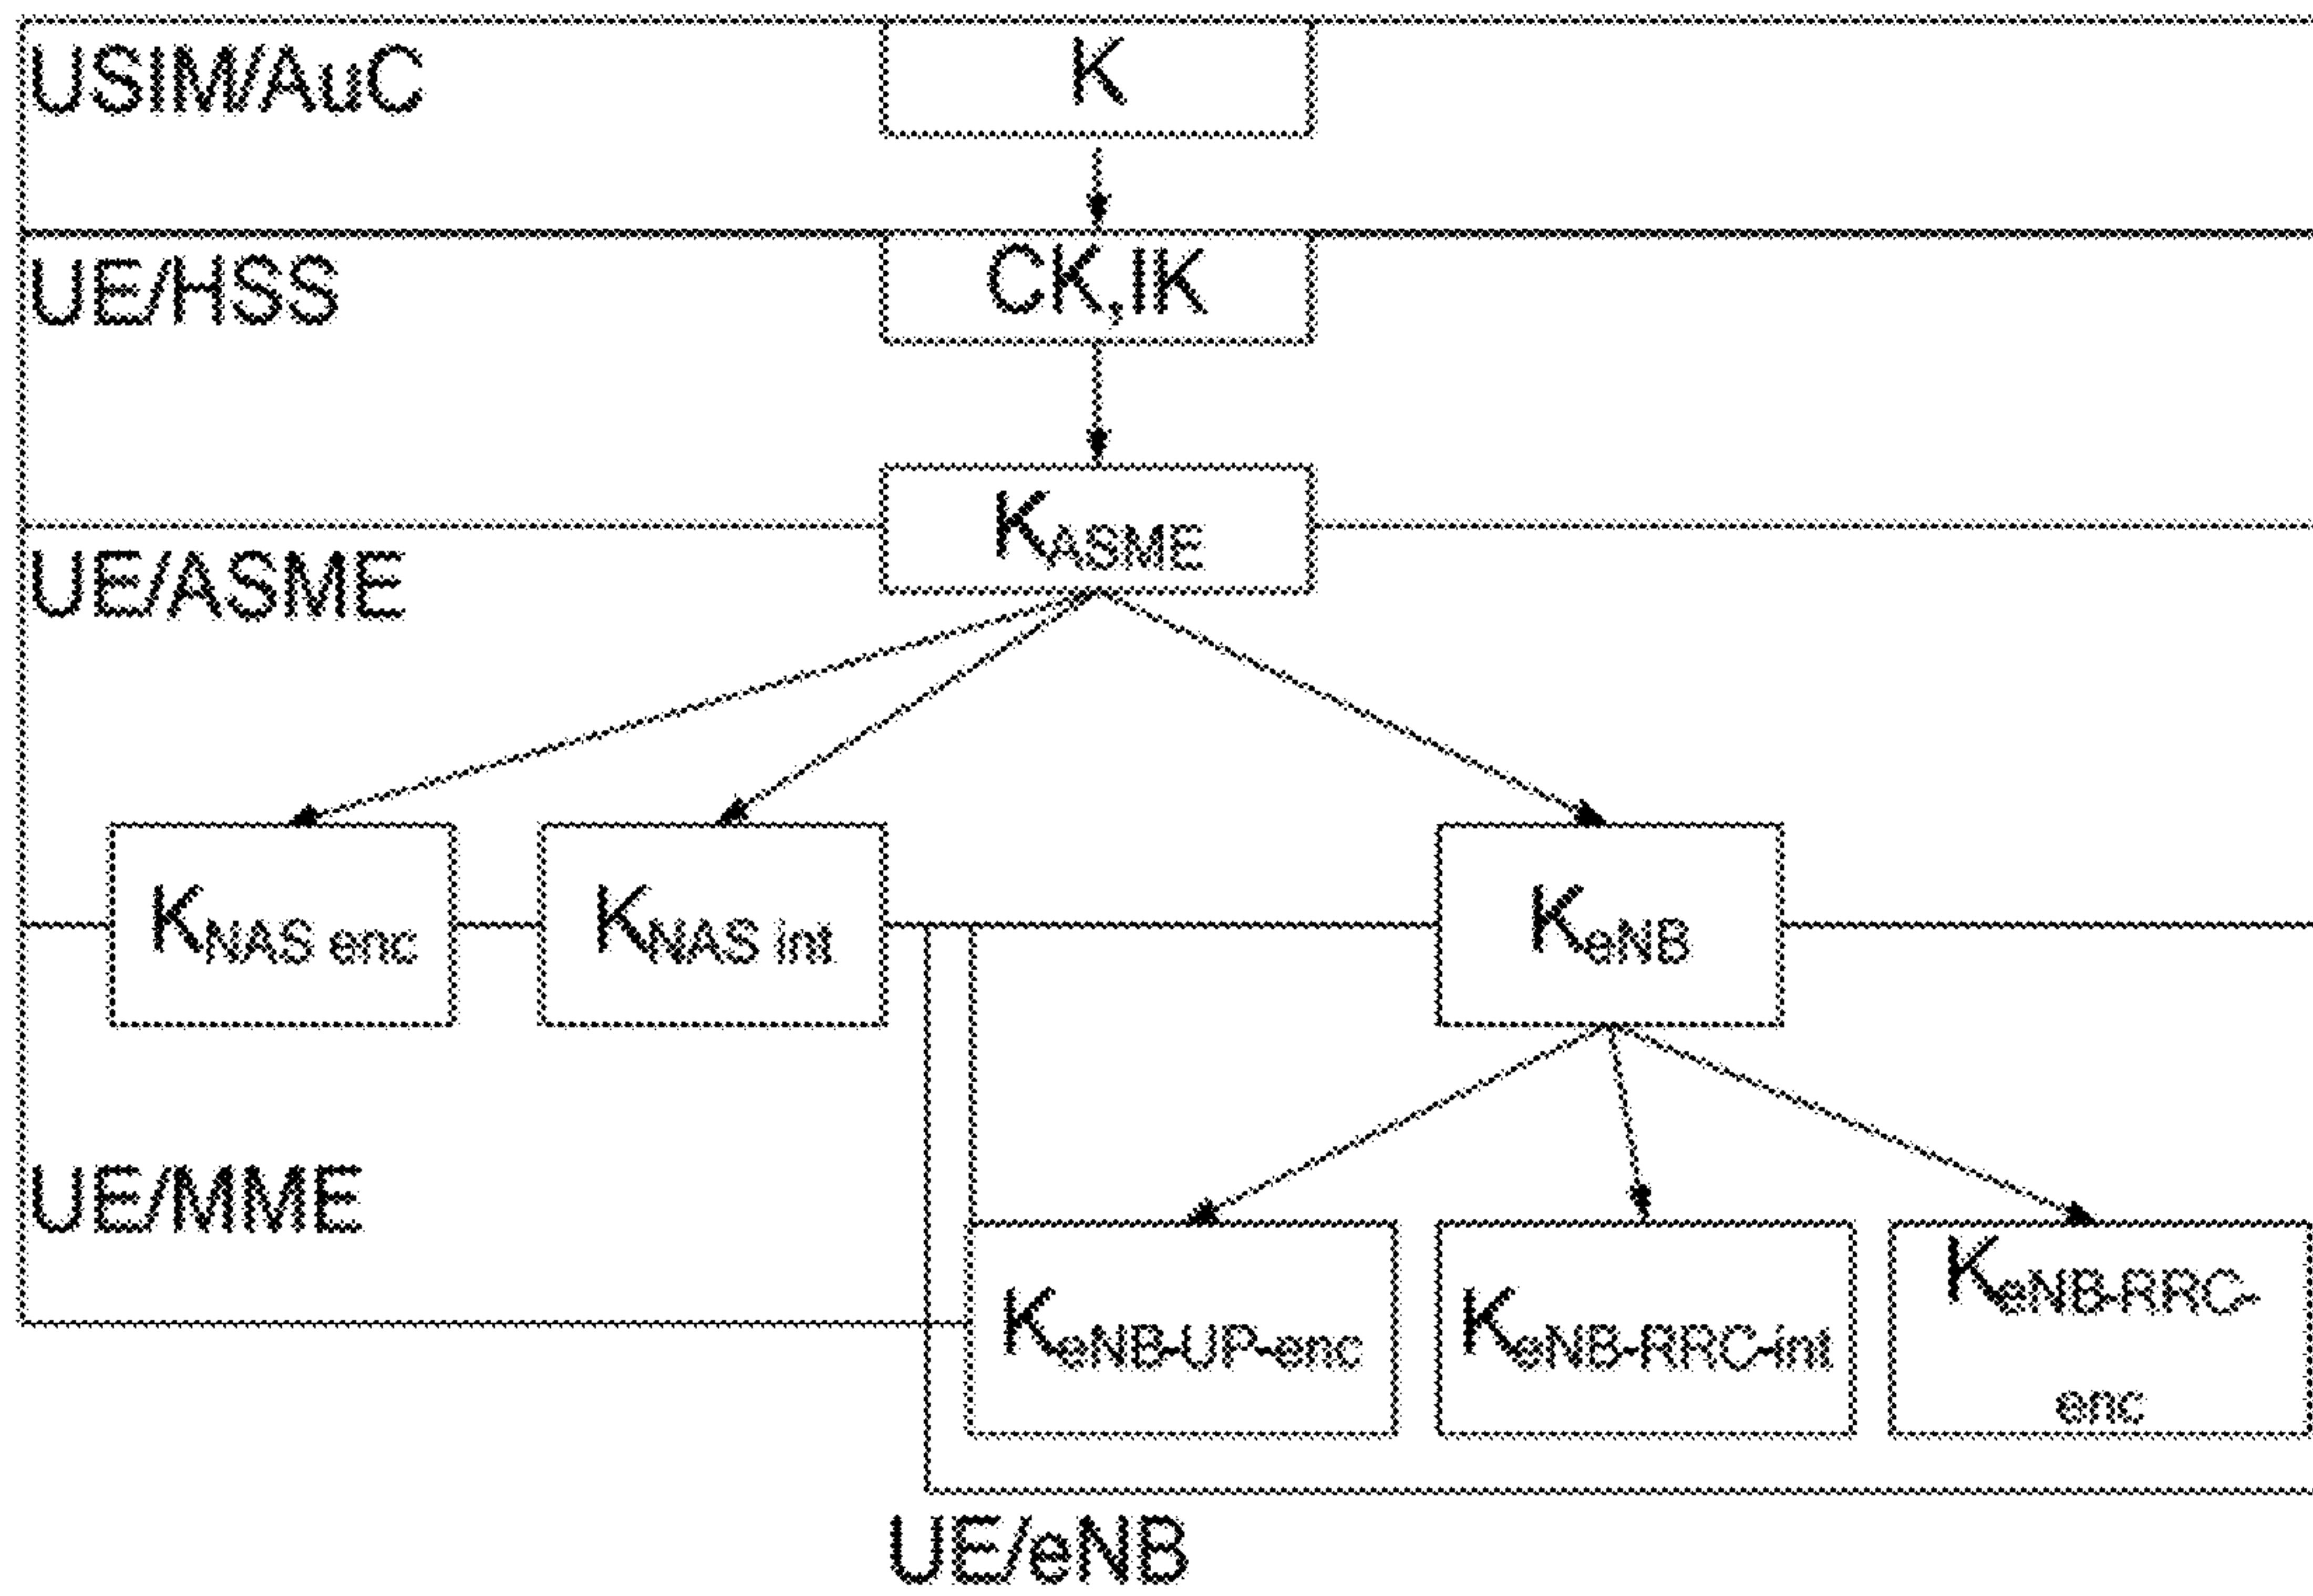 USIM/AuC
K
UE/HSS
CK,IK
KASME
UE/ASME
KNAS enc
KNAS int
KeNB
UE/MME
KeNB-UP-enc
KeNB-RRC-int
KeNB-RRC-
enc
UE/eNB